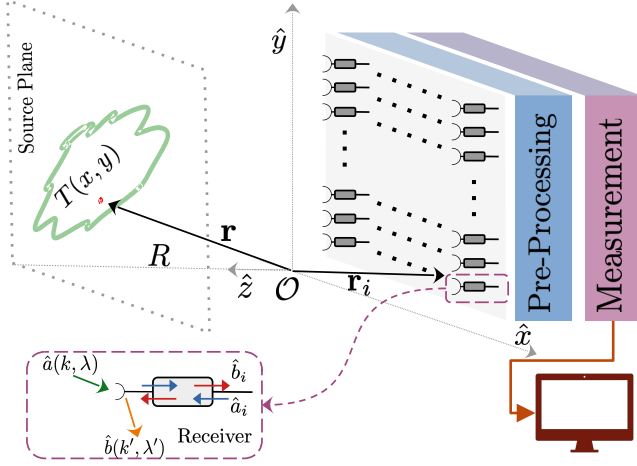 Source Plane
T(x, y)
ŷ
r
R
ẑ
𝒪
r_i
x̂
Pre-Processing
Measurement
â(k, λ)
b̂_i
â_i
b̂(k′, λ′)
Receiver